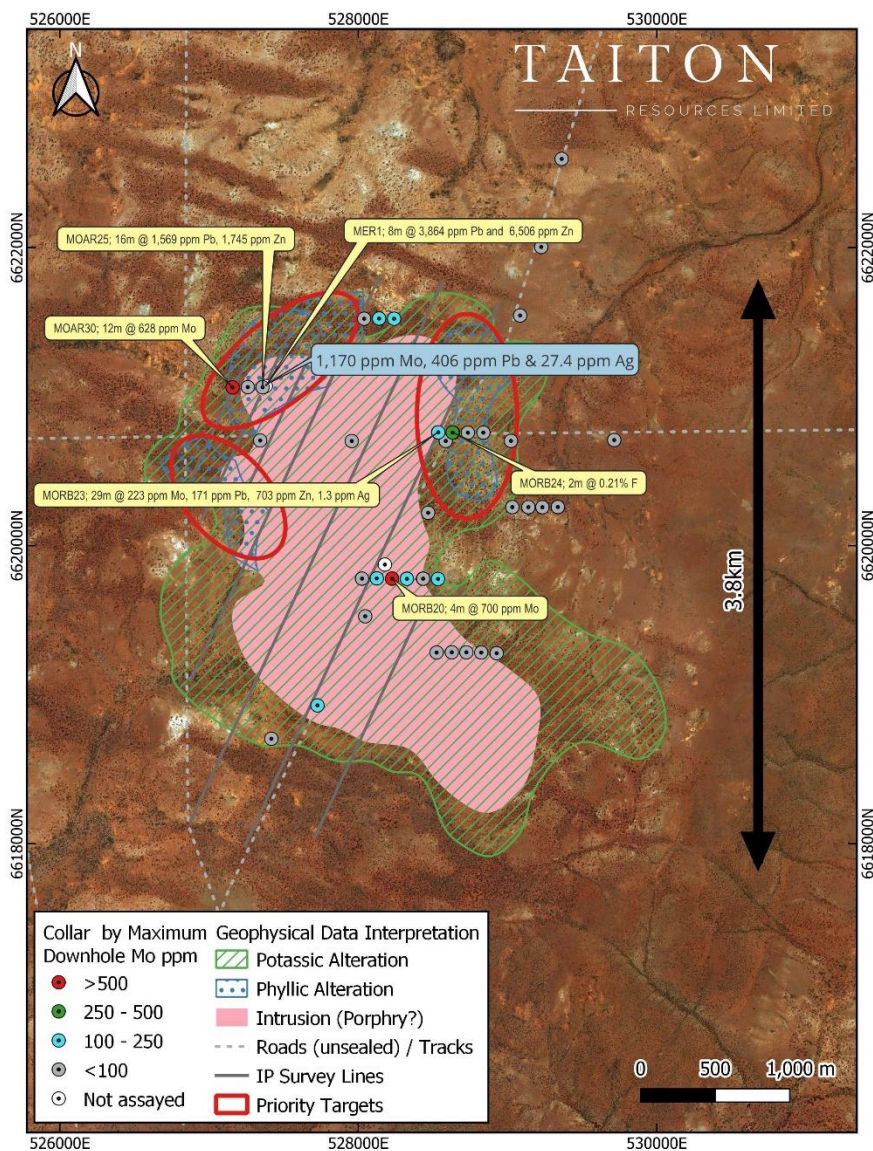 526000E 528000E 530000E
N
TAITON
RESOURCES LIMITED
6622000N
6622000N
MOAR25; 16m @ 1,569 ppm Pb, 1,745 ppm Zn
MER1; 8m @ 3,864 ppm Pb and 6,506 ppm Zn
MOAR30; 12m @ 628 ppm Mo
1,170 ppm Mo, 406 ppm Pb & 27.4 ppm Ag
MORB23; 29m @ 223 ppm Mo, 171 ppm Pb, 703 ppm Zn, 1.3 ppm Ag
MORB24; 2m @ 0.21% F
6620000N
6620000N
MORB20; 4m @ 700 ppm Mo
3.8km
6618000N
6618000N
Collar by Maximum
Downhole Mo ppm
>500
250 - 500
100 - 250
<100
Not assayed
Geophysical Data Interpretation
Potassic Alteration
Phyllic Alteration
Intrusion (Porphry?)
Roads (unsealed) / Tracks
IP Survey Lines
Priority Targets
0 500 1,000 m
526000E 528000E 530000E